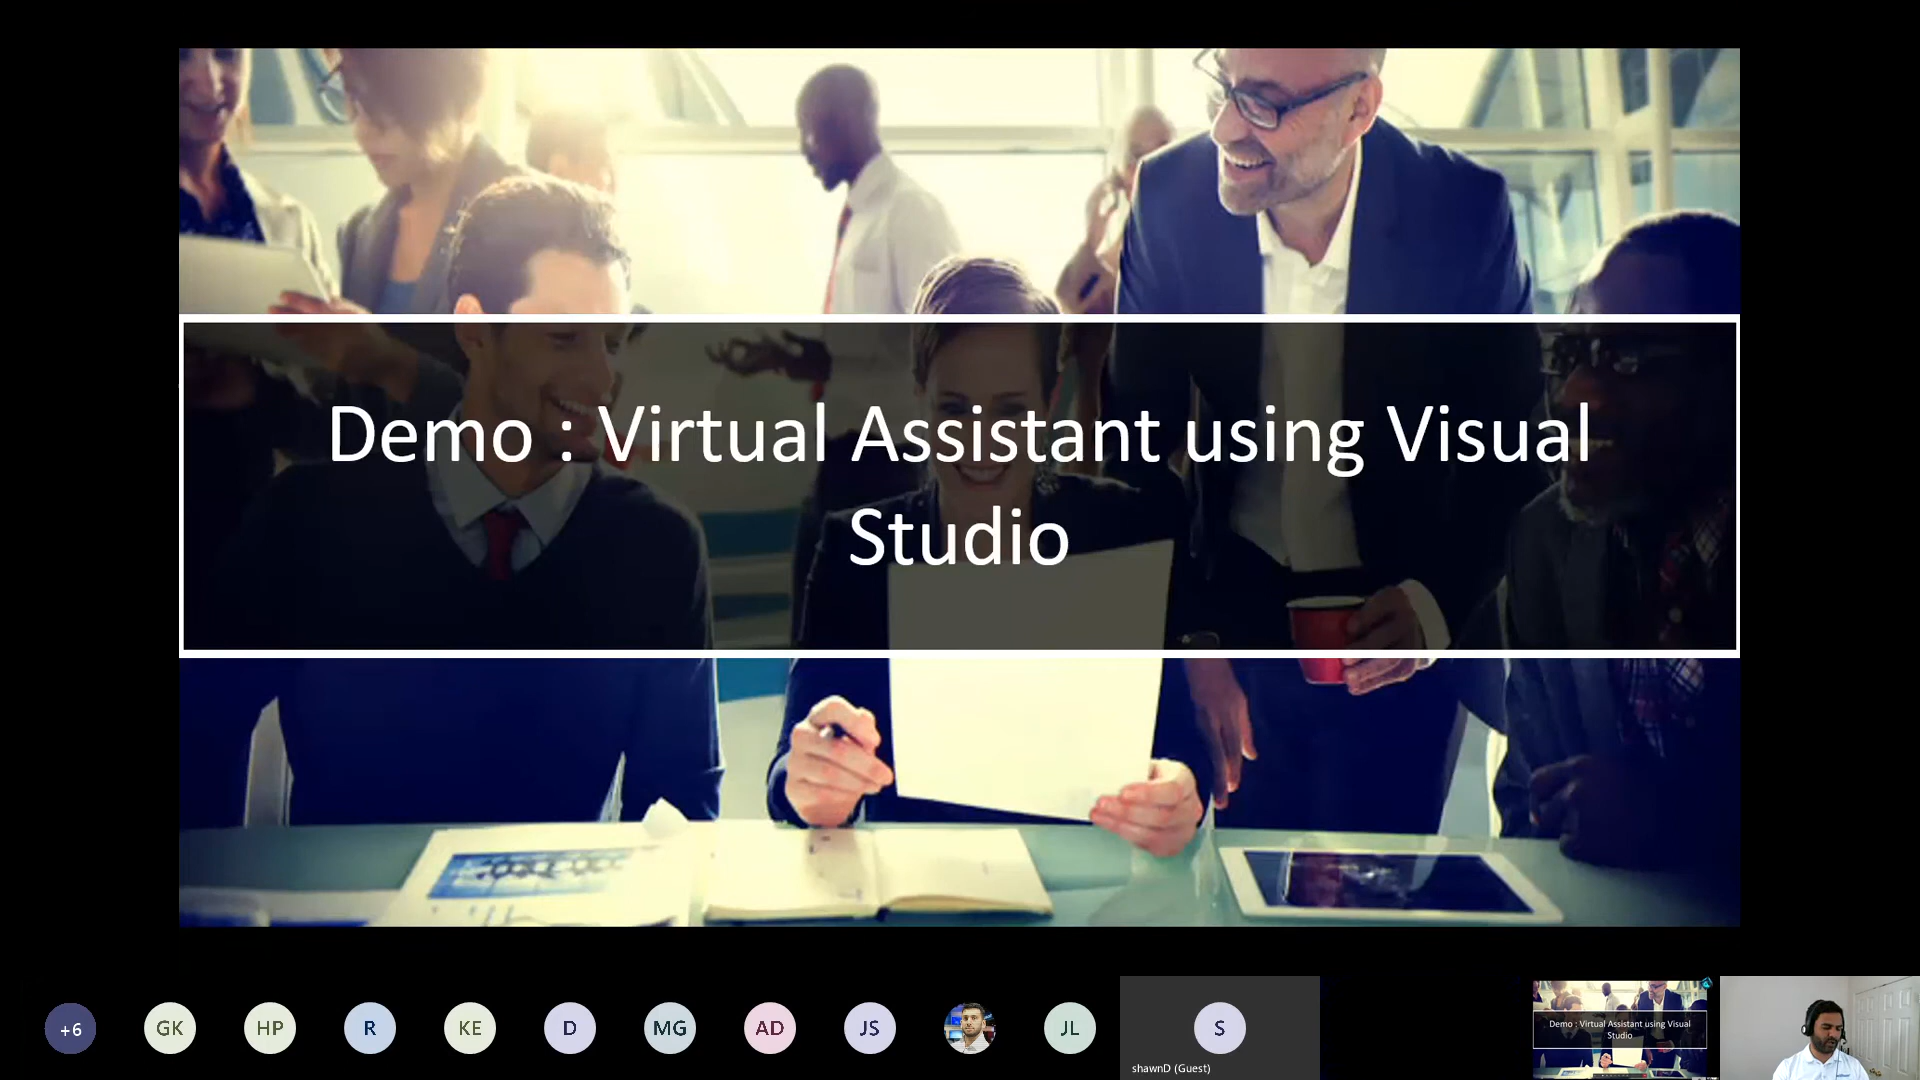 Demo : Virtual Assistant using Visual
Studio
+6
GK
HP
R
KE
D
MG
AD
JS
JL
S
shawnD (Guest)
Demo : Virtual Assistant using Visual
Studio